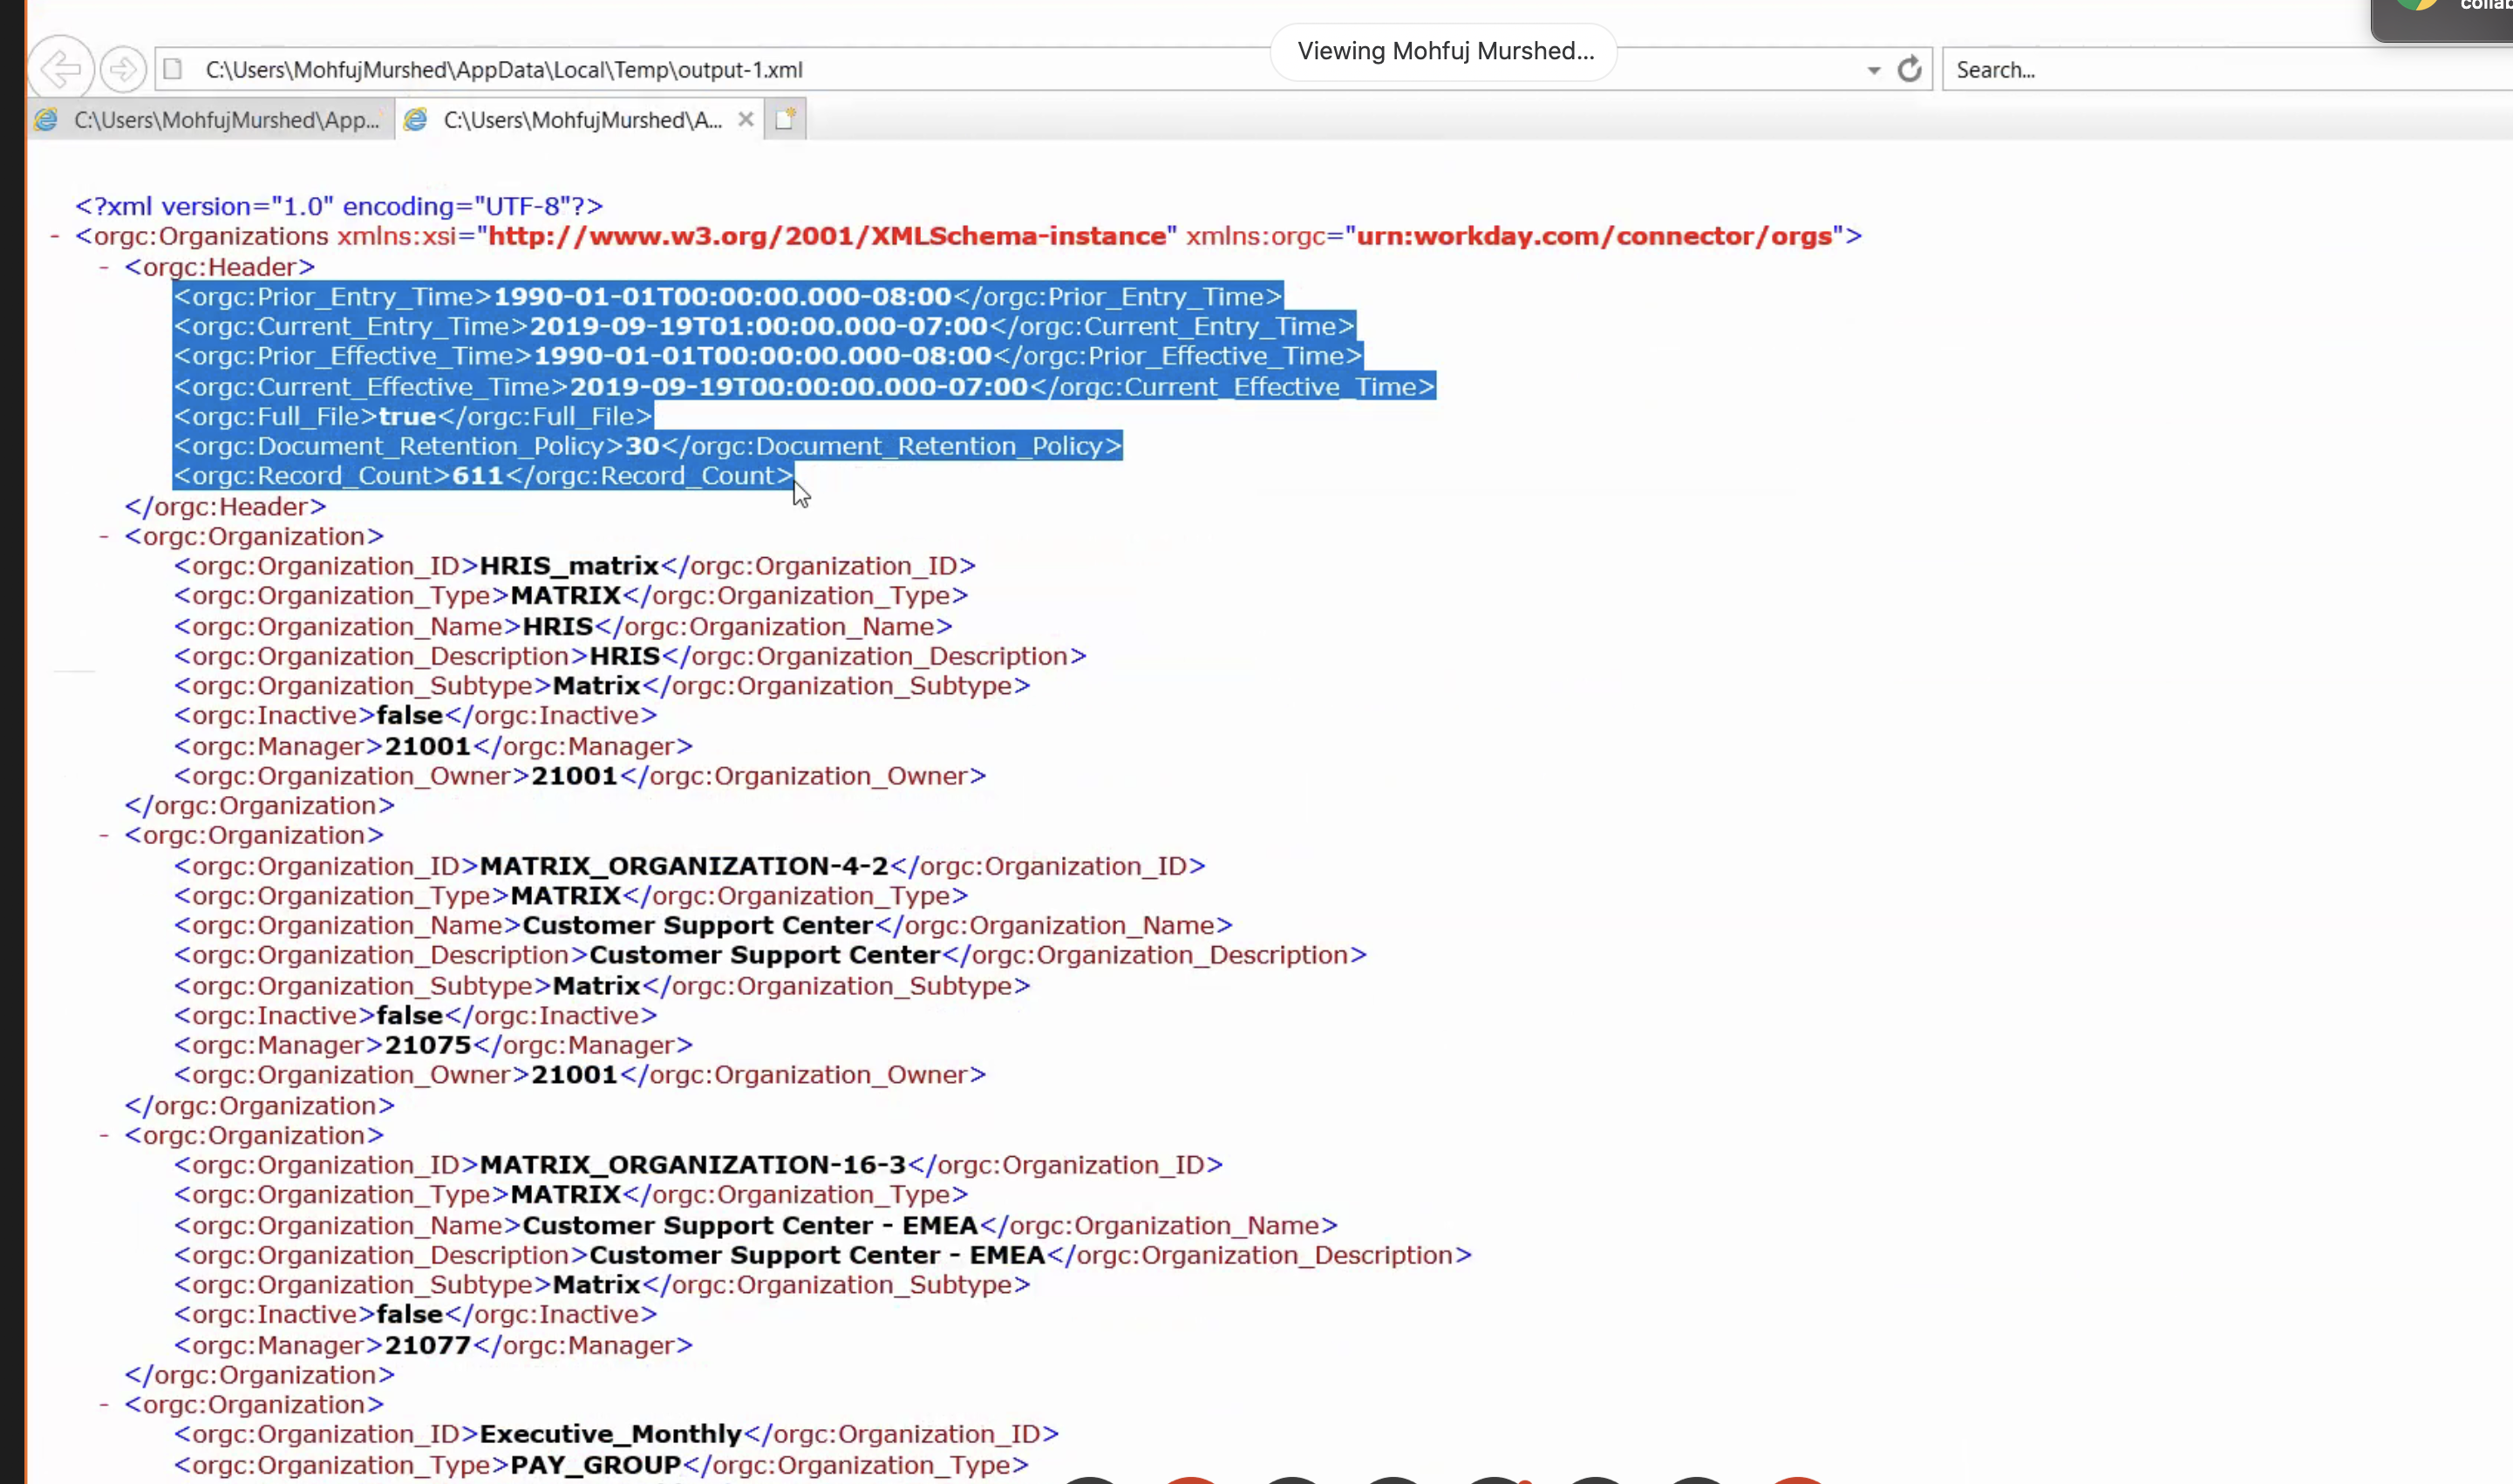 collab
Viewing Mohfuj Murshed...
C:\Users\MohfujMurshed\AppData\Local\Temp\output-1.xml
Search...
C:\Users\MohfujMurshed\App...
C:\Users\MohfujMurshed\A...
<?xml version="1.0" encoding="UTF-8"?>
- <orgc:Organizations xmlns:xsi="http://www.w3.org/2001/XMLSchema-instance" xmlns:orgc="urn:workday.com/connector/orgs">
- <orgc:Header>
<orgc:Prior_Entry_Time>1990-01-01T00:00:00.000-08:00</orgc:Prior_Entry_Time>
<orgc:Current_Entry_Time>2019-09-19T01:00:00.000-07:00</orgc:Current_Entry_Time>
<orgc:Prior_Effective_Time>1990-01-01T00:00:00.000-08:00</orgc:Prior_Effective_Time>
<orgc:Current_Effective_Time>2019-09-19T00:00:00.000-07:00</orgc:Current_Effective_Time>
<orgc:Full_File>true</orgc:Full_File>
<orgc:Document_Retention_Policy>30</orgc:Document_Retention_Policy>
<orgc:Record_Count>611</orgc:Record_Count>
</orgc:Header>
- <orgc:Organization>
<orgc:Organization_ID>HRIS_matrix</orgc:Organization_ID>
<orgc:Organization_Type>MATRIX</orgc:Organization_Type>
<orgc:Organization_Name>HRIS</orgc:Organization_Name>
<orgc:Organization_Description>HRIS</orgc:Organization_Description>
<orgc:Organization_Subtype>Matrix</orgc:Organization_Subtype>
<orgc:Inactive>false</orgc:Inactive>
<orgc:Manager>21001</orgc:Manager>
<orgc:Organization_Owner>21001</orgc:Organization_Owner>
</orgc:Organization>
- <orgc:Organization>
<orgc:Organization_ID>MATRIX_ORGANIZATION-4-2</orgc:Organization_ID>
<orgc:Organization_Type>MATRIX</orgc:Organization_Type>
<orgc:Organization_Name>Customer Support Center</orgc:Organization_Name>
<orgc:Organization_Description>Customer Support Center</orgc:Organization_Description>
<orgc:Organization_Subtype>Matrix</orgc:Organization_Subtype>
<orgc:Inactive>false</orgc:Inactive>
<orgc:Manager>21075</orgc:Manager>
<orgc:Organization_Owner>21001</orgc:Organization_Owner>
</orgc:Organization>
- <orgc:Organization>
<orgc:Organization_ID>MATRIX_ORGANIZATION-16-3</orgc:Organization_ID>
<orgc:Organization_Type>MATRIX</orgc:Organization_Type>
<orgc:Organization_Name>Customer Support Center - EMEA</orgc:Organization_Name>
<orgc:Organization_Description>Customer Support Center - EMEA</orgc:Organization_Description>
<orgc:Organization_Subtype>Matrix</orgc:Organization_Subtype>
<orgc:Inactive>false</orgc:Inactive>
<orgc:Manager>21077</orgc:Manager>
</orgc:Organization>
- <orgc:Organization>
<orgc:Organization_ID>Executive_Monthly</orgc:Organization_ID>
<orgc:Organization_Type>PAY_GROUP</orgc:Organization_Type>